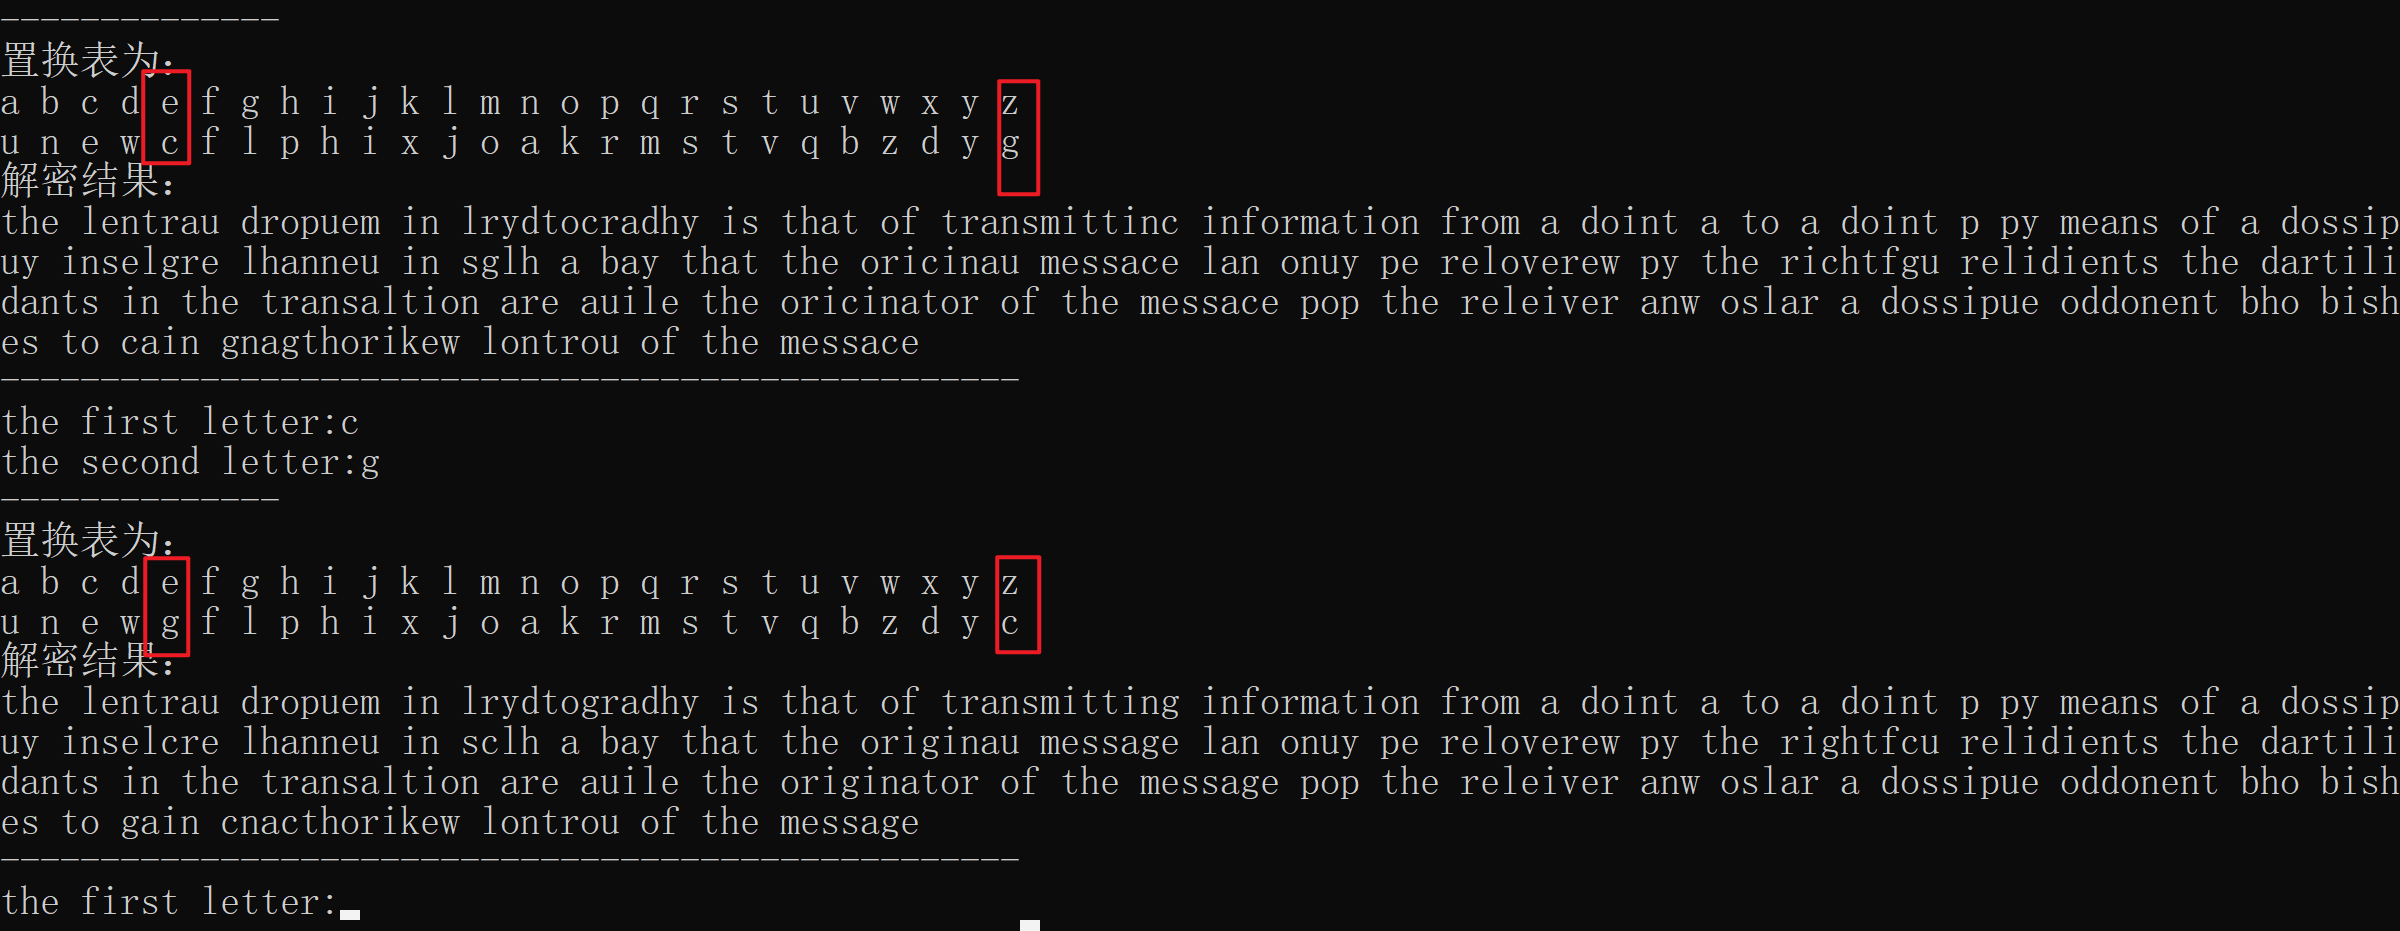 --------------
置换表为:
a b c d e f g h i j k l m n o p q r s t u v w x y z
u n e w c f l p h i x j o a k r m s t v q b z d y g
解密结果:
the lentrau dropuem in lrydtocradhy is that of transmittinc information from a doint a to a doint p py means of a dossip
uy inselgre lhanneu in sglh a bay that the oricinau messace lan onuy pe reloverew py the richtfgu relidients the dartili
dants in the transaltion are auile the oricinator of the messace pop the releiver anw oslar a dossipue oddonent bho bish
es to cain gnagthorikew lontrou of the messace
---------------------------------------------------
the first letter:c
the second letter:g
--------------
置换表为:
a b c d e f g h i j k l m n o p q r s t u v w x y z
u n e w g f l p h i x j o a k r m s t v q b z d y c
解密结果:
the lentrau dropuem in lrydtogradhy is that of transmitting information from a doint a to a doint p py means of a dossip
uy inselcre lhanneu in sclh a bay that the originau message lan onuy pe reloverew py the rightfcu relidients the dartili
dants in the transaltion are auile the originator of the message pop the releiver anw oslar a dossipue oddonent bho bish
es to gain cnacthorikew lontrou of the message
---------------------------------------------------
the first letter: